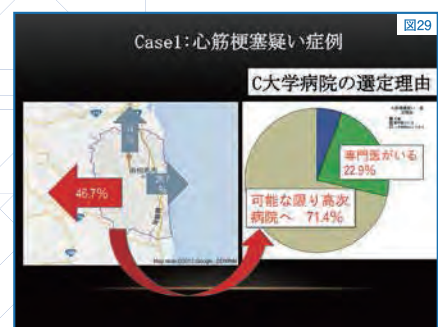 図29
Case1:心筋梗塞疑い症例
C大学病院の選定理由
46.7%
専門医がいる
22.9%
可能な限り高次
病院へ 71.4%